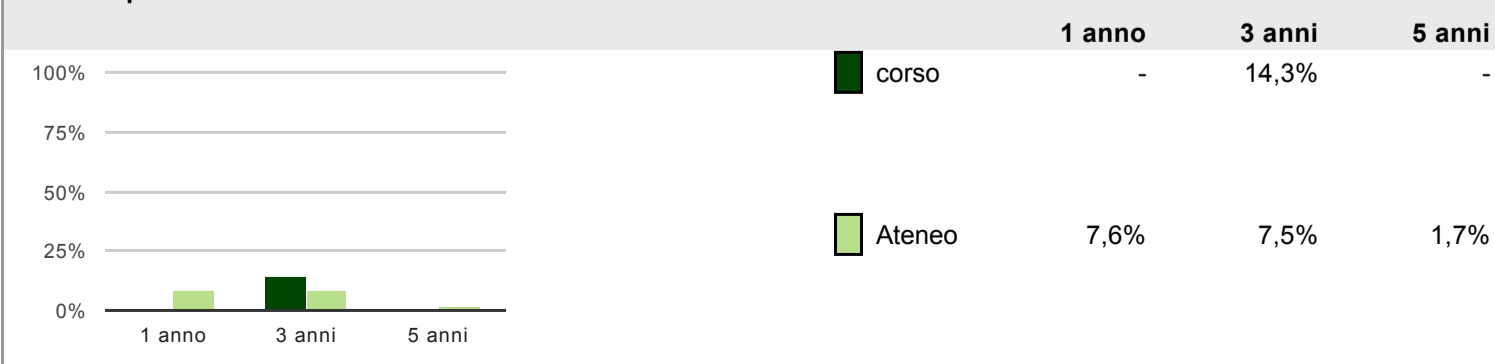 1 anno 3 anni 5 anni
100%
75%
50%
25%
0%
1 anno 3 anni 5 anni
corso - 14,3% -
Ateneo 7,6% 7,5% 1,7%